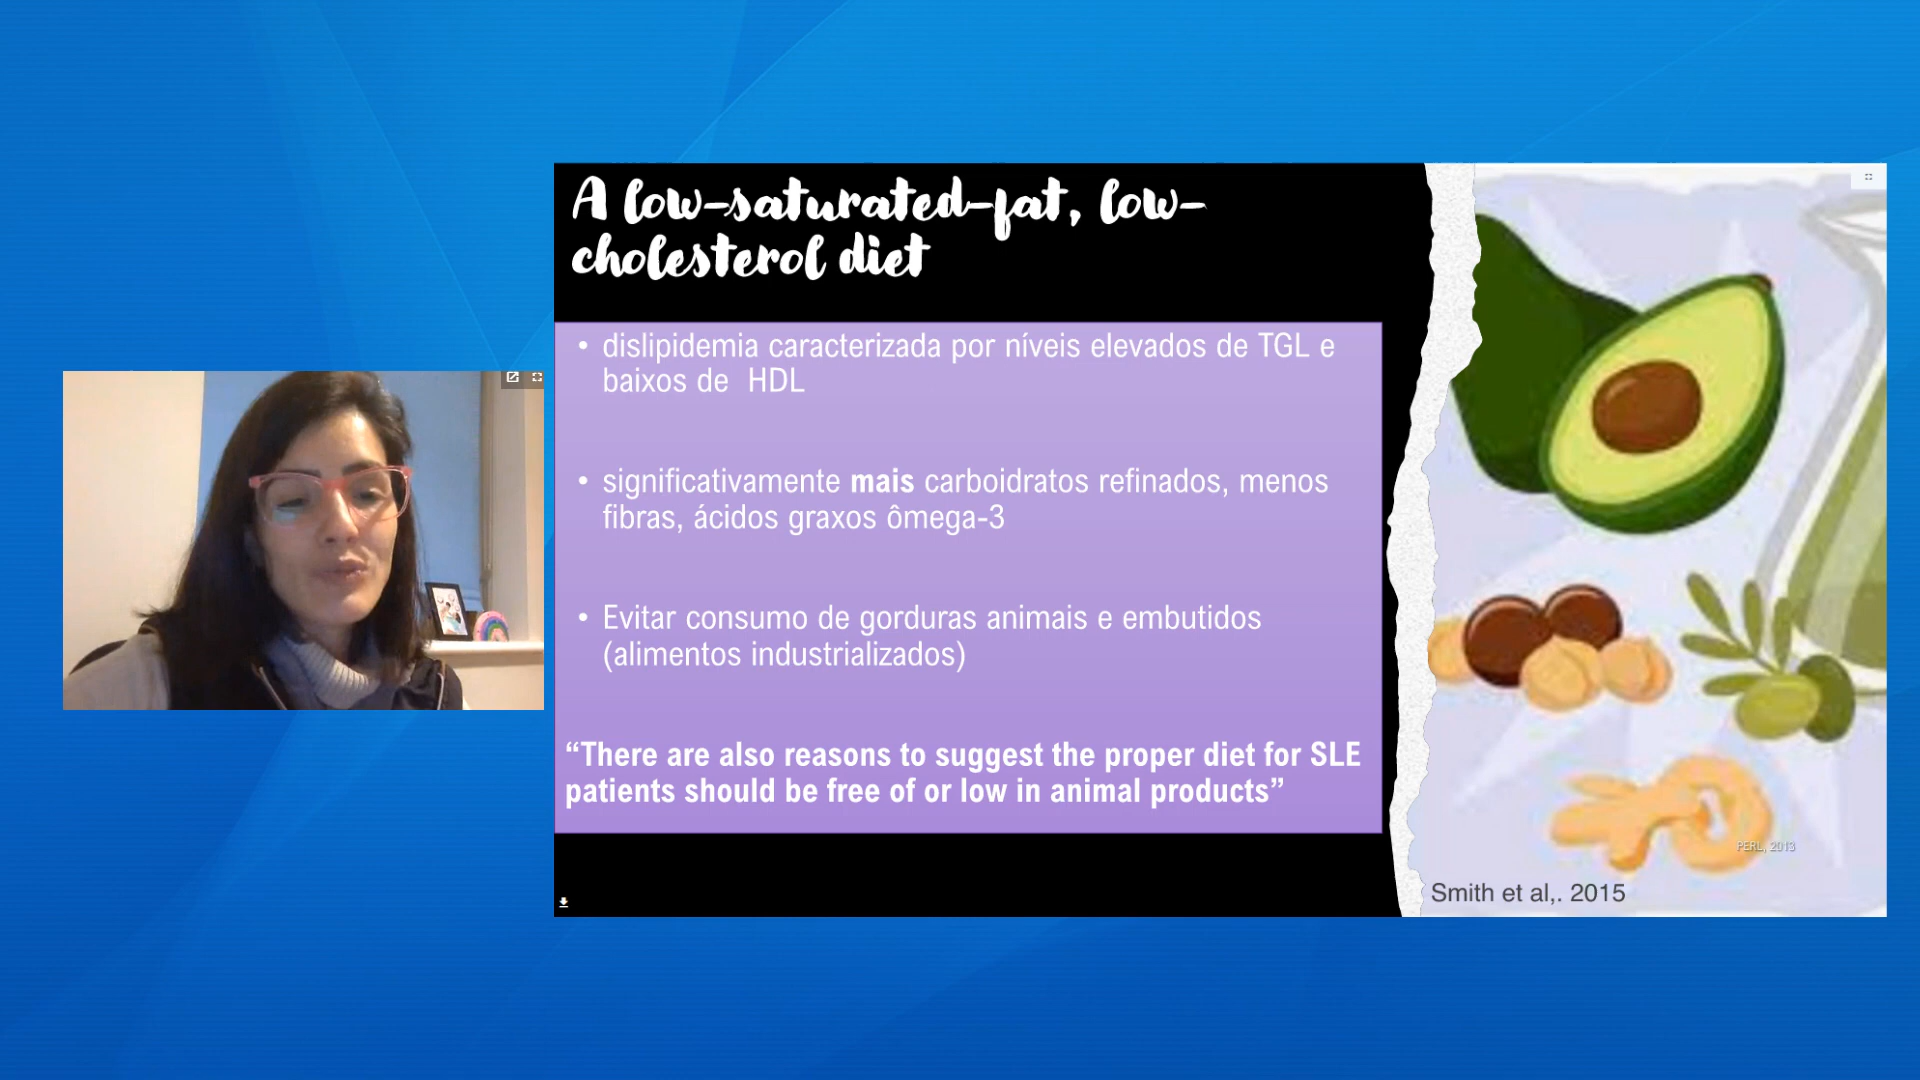 A low-saturated-fat, low-
cholesterol diet
• dislipidemia caracterizada por níveis elevados de TGL e
baixos de  HDL
• significativamente mais carboidratos refinados, menos
fibras, ácidos graxos ômega-3
• Evitar consumo de gorduras animais e embutidos
(alimentos industrializados)
“There are also reasons to suggest the proper diet for SLE
patients should be free of or low in animal products”
PERL, 2013
Smith et al,. 2015